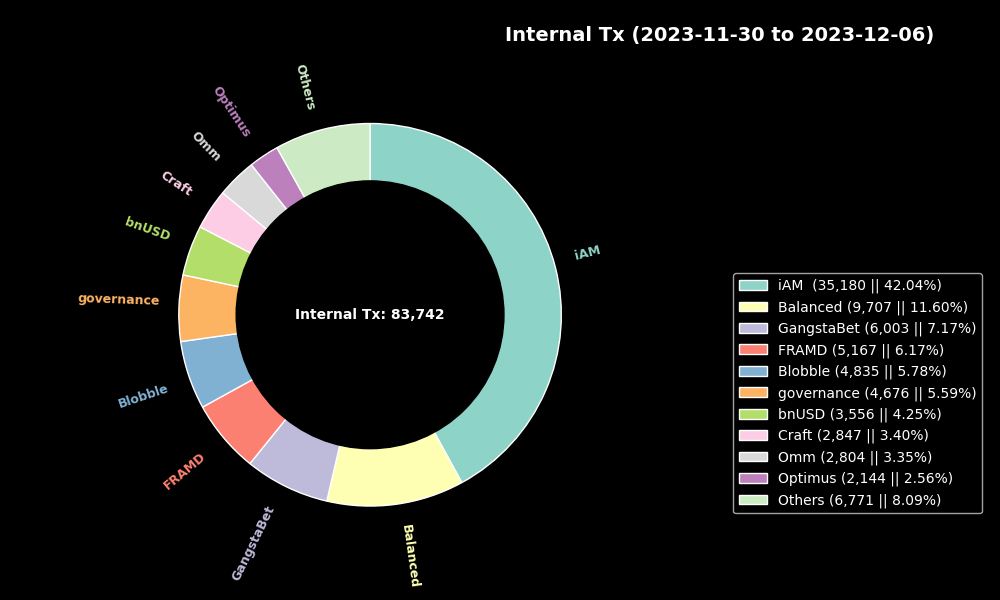 Internal Tx (2023-11-30 to 2023-12-06)
Others
Optimus
Omm
Craft
bnUSD
governance
Blobble
FRAMD
GangstaBet
Balanced
iAM
Internal Tx: 83,742
iAM (35,180 || 42.04%)
Balanced (9,707 || 11.60%)
GangstaBet (6,003 || 7.17%)
FRAMD (5,167 || 6.17%)
Blobble (4,835 || 5.78%)
governance (4,676 || 5.59%)
bnUSD (3,556 || 4.25%)
Craft (2,847 || 3.40%)
Omm (2,804 || 3.35%)
Optimus (2,144 || 2.56%)
Others (6,771 || 8.09%)